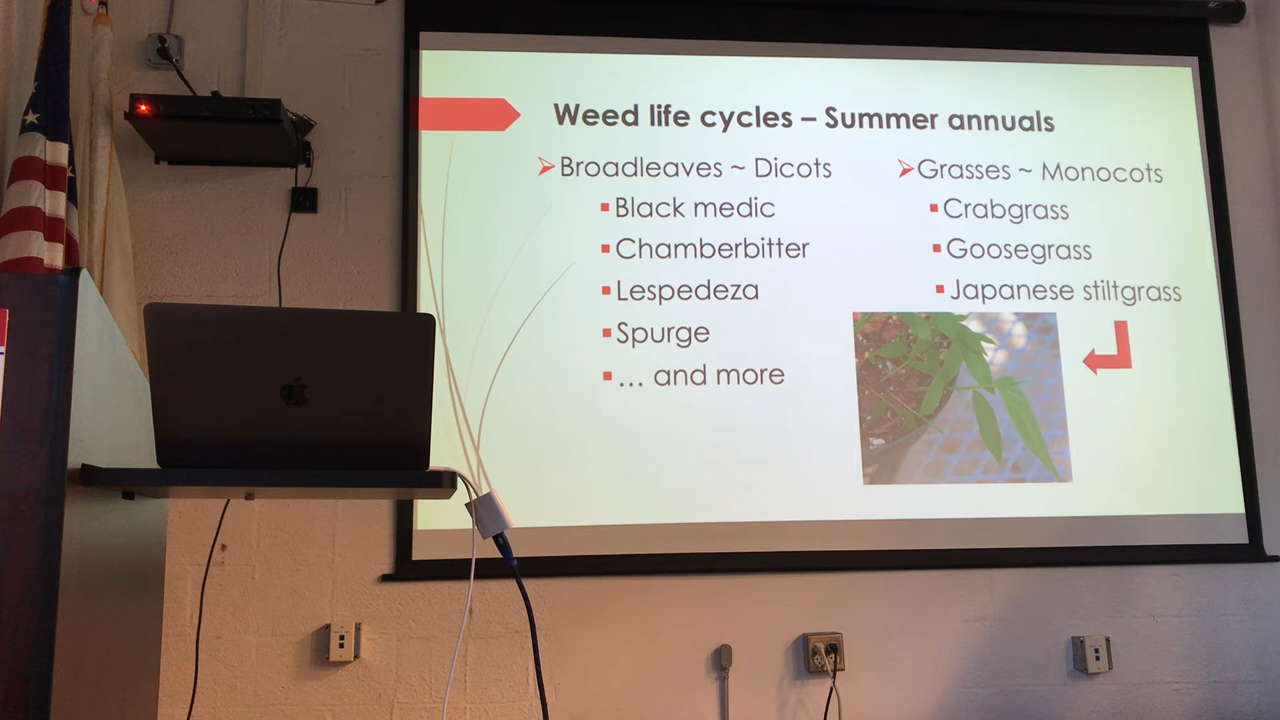 Weed life cycles – Summer annuals
Broadleaves ~ Dicots
Black medic
Chamberbitter
Lespedeza
Spurge
… and more
Grasses ~ Monocots
Crabgrass
Goosegrass
Japanese stiltgrass